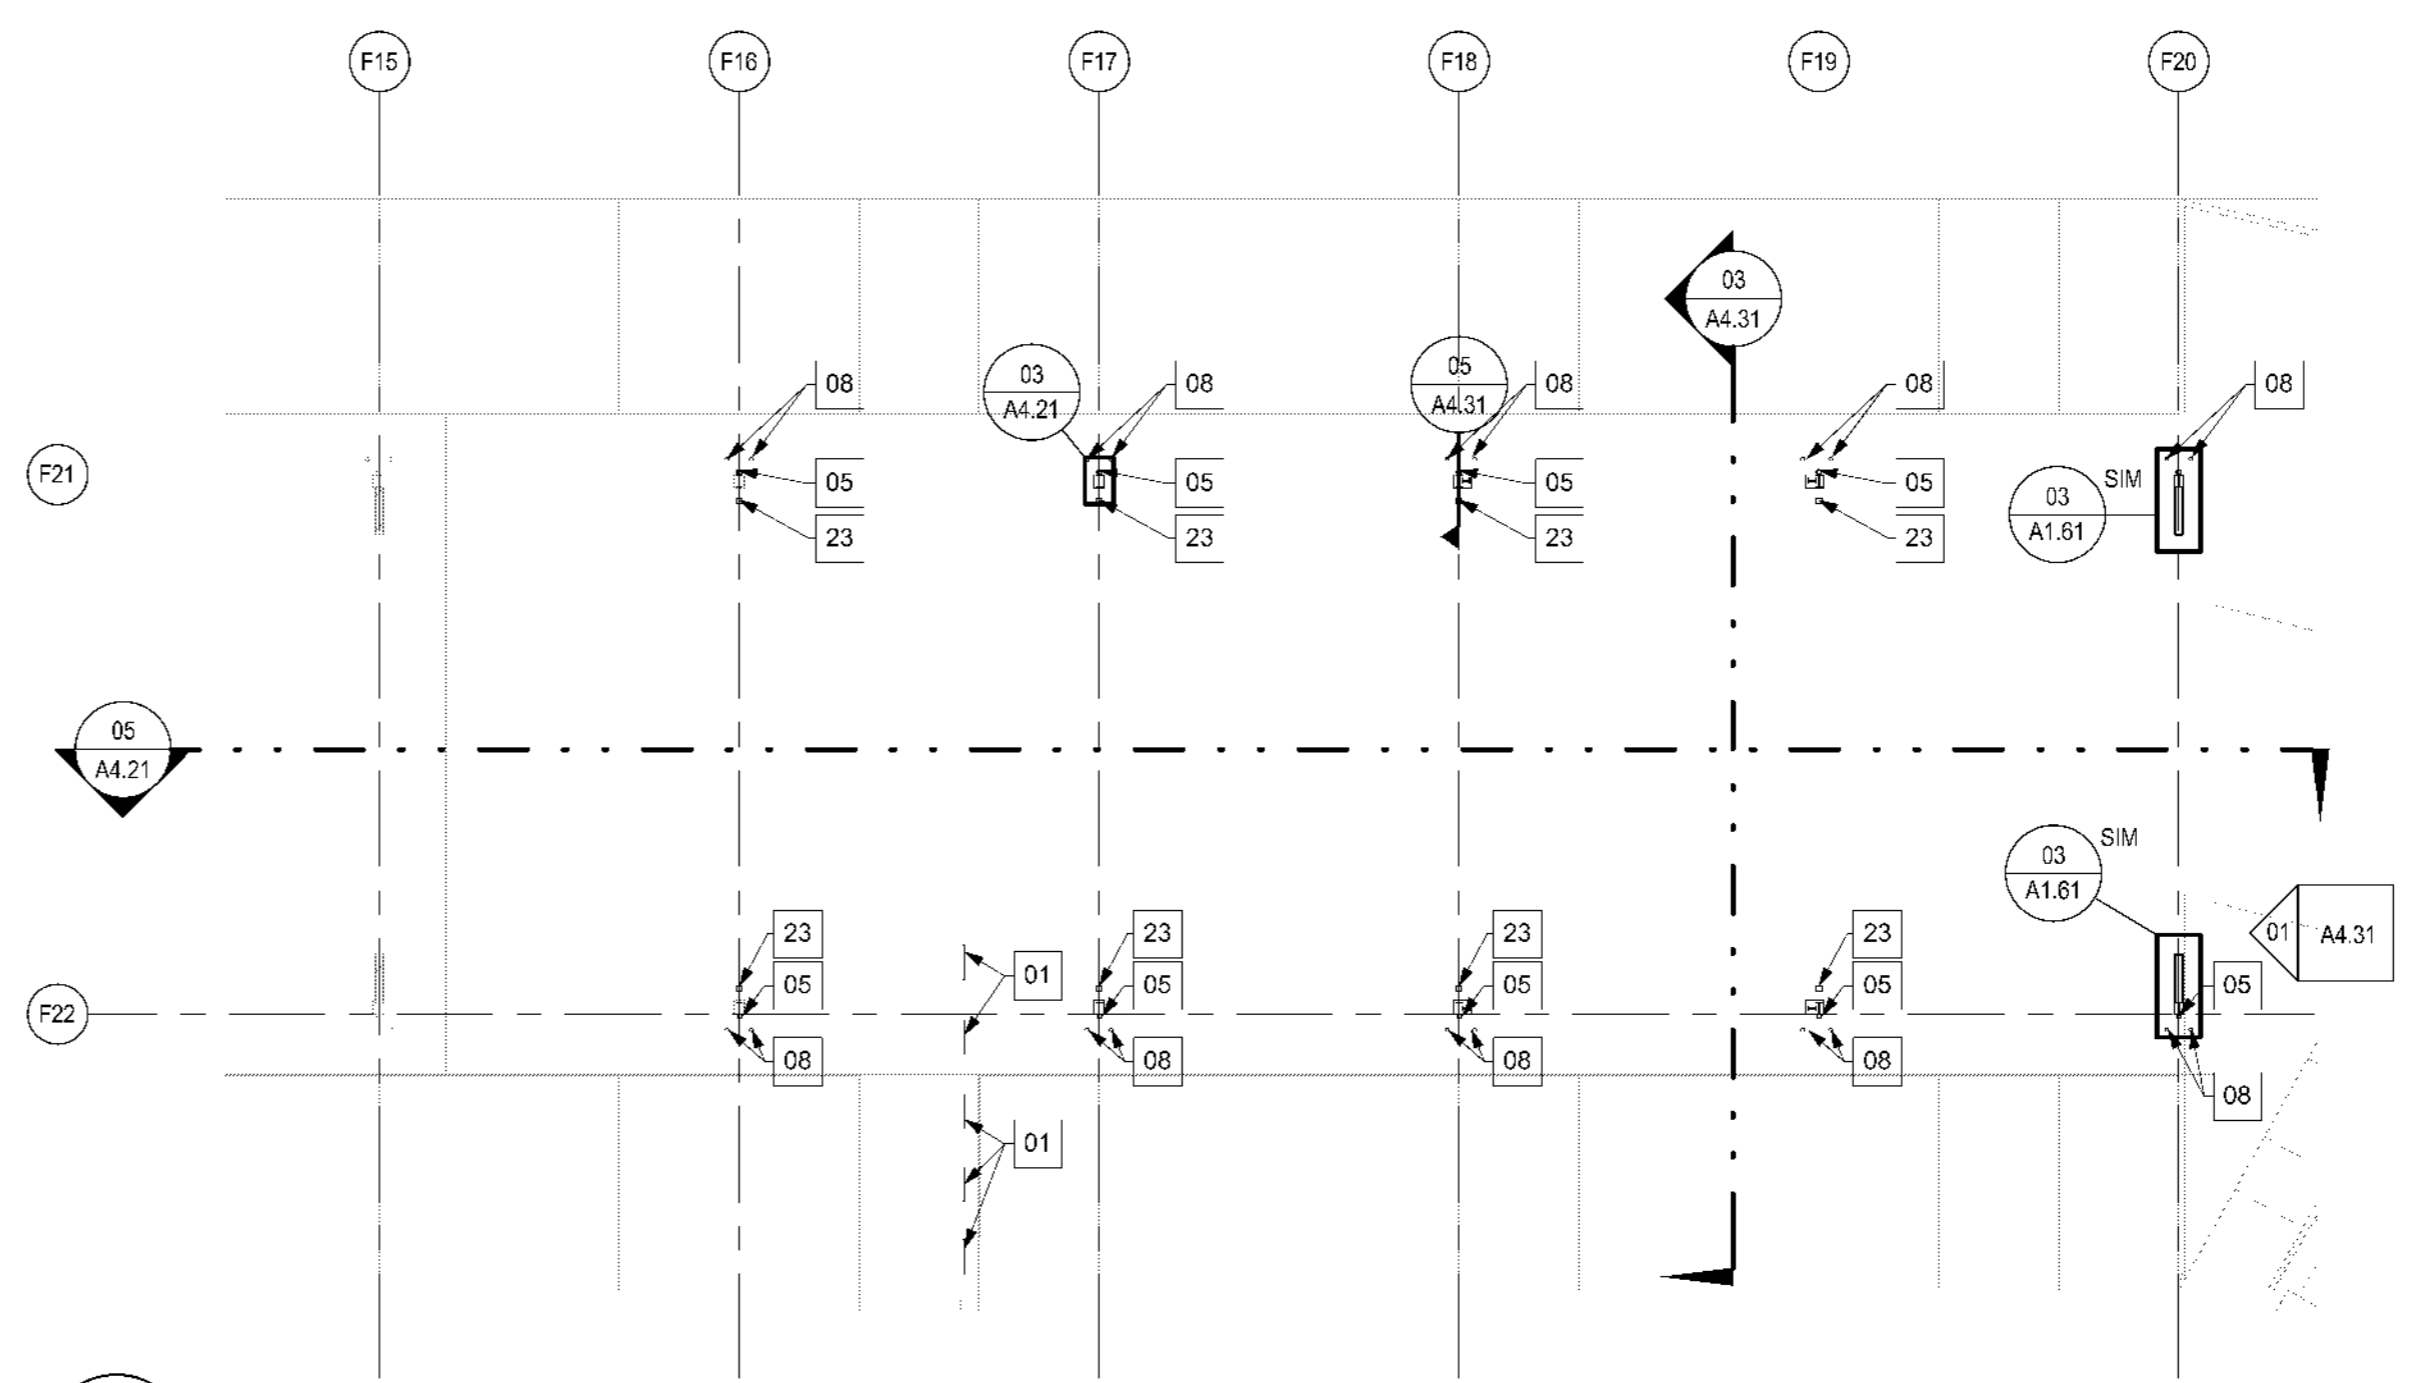 F15 F16 F17 F18 F19 F20
03
A4.31
03
A4.21
08 08 08 08 08
05
A4.31
F21
05 05 05 05
SIM
03
A1.61
23 23 23 23
05
A4.21
SIM
03
A1.61
01 A4.31
23 23 23 23
01
05 05 05 05 05
F22
08 08 08 08
08
01